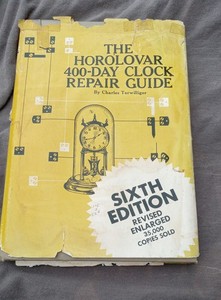 THE
HOROLOVAR
400-DAY CLOCK
REPAIR GUIDE
By Charles Terwilliger
SIXTH
EDITION
REVISED
ENLARGED
35,000
COPIES SOLD